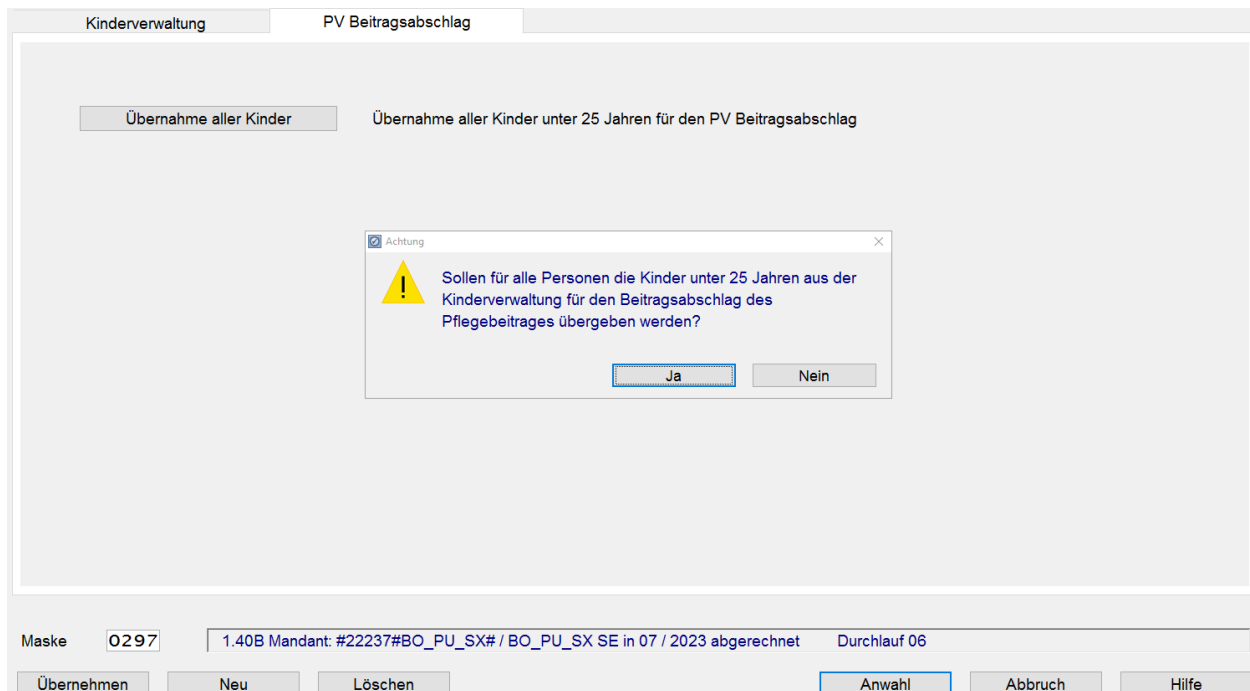 Kinderverwaltung PV Beitragsabschlag
Übernahme aller Kinder Übernahme aller Kinder unter 25 Jahren für den PV Beitragsabschlag
Achtung
Sollen für alle Personen die Kinder unter 25 Jahren aus der
Kinderverwaltung für den Beitragsabschlag des
Pflegebeitrages übergeben werden?
Ja Nein
Maske 0297 1.40B Mandant: #22237#BO_PU_SX# / BO_PU_SX SE in 07 / 2023 abgerechnet Durchlauf 06
Übernehmen Neu Löschen Anwahl Abbruch Hilfe